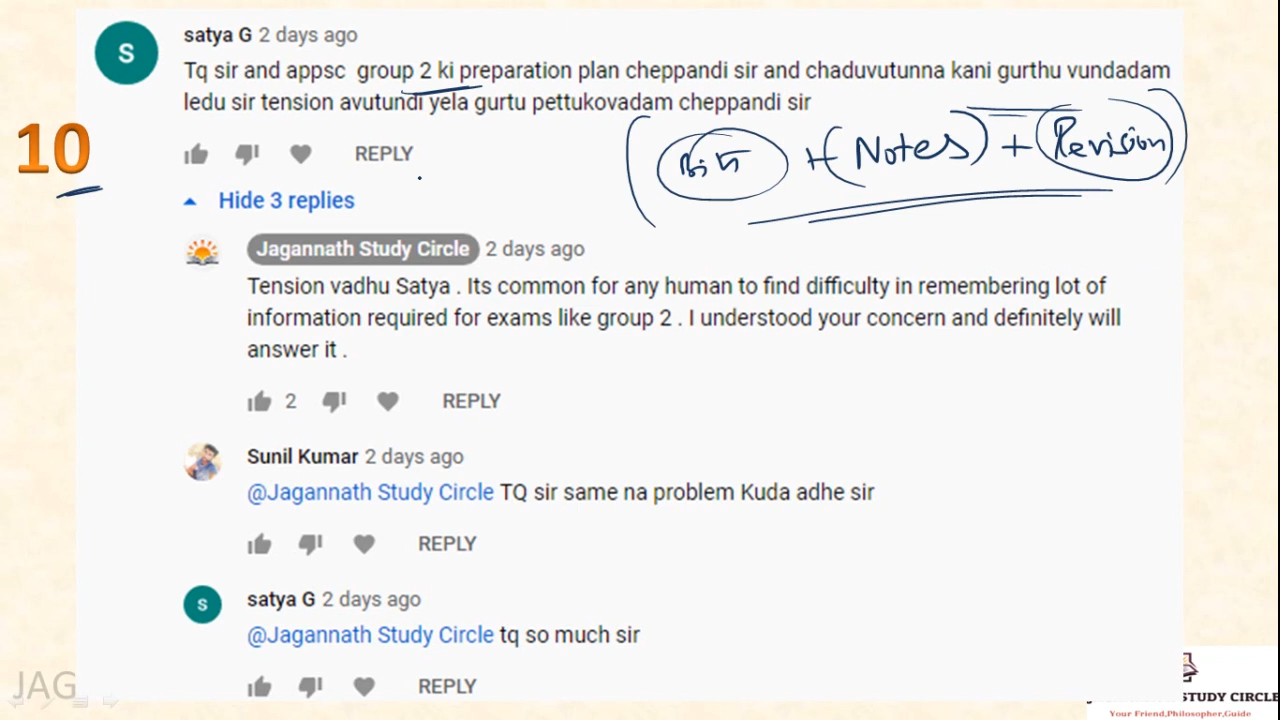 satya G 2 days ago
Tq sir and appsc group 2 ki preparation plan cheppandi sir and chaduvutunna kani gurthu vundadam
ledu sir tension avutundi yela gurtu pettukovadam cheppandi sir
10
+ (Notes) + Revision
REPLY
Hide 3 replies
Jagannath Study Circle 2 days ago
Tension vadhu Satya . Its common for any human to find difficulty in remembering lot of
information required for exams like group 2 . I understood your concern and definitely will
answer it .
2 REPLY
Sunil Kumar 2 days ago
@Jagannath Study Circle TQ sir same na problem Kuda adhe sir
REPLY
S
satya G 2 days ago
@Jagannath Study Circle tq so much sir
REPLY
JAG
STUDY CIRCLE
Your Friend,Philosopher,Guide